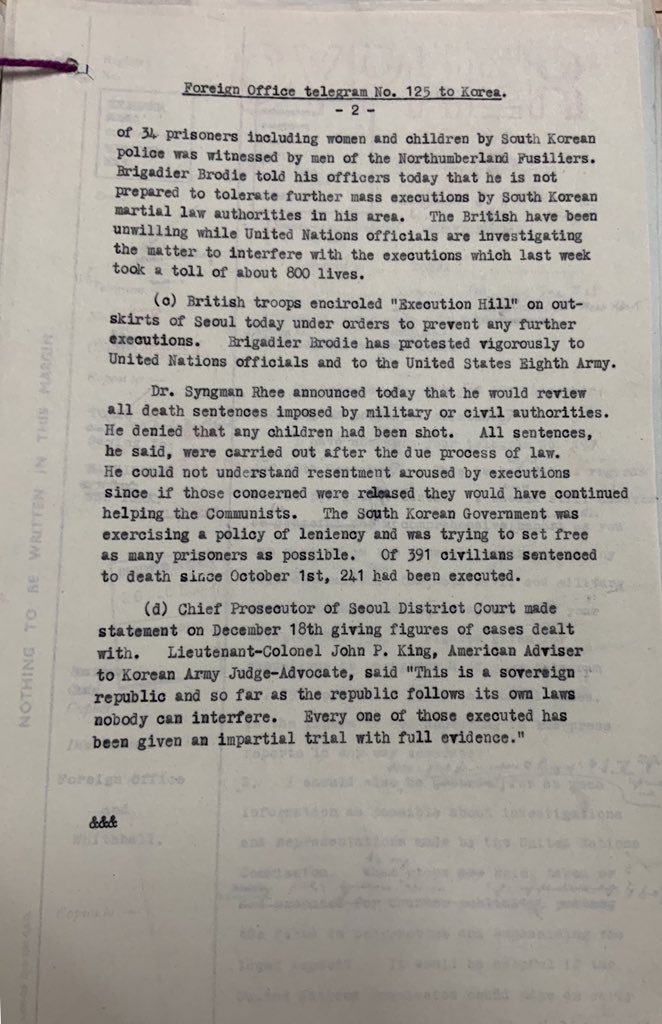 Foreign Office telegram No. 125 to Korea.
- 2 -
of 34 prisoners including women and children by South Korean
police was witnessed by men of the Northumberland Fusiliers.
Brigadier Brodie told his officers today that he is not
prepared to tolerate further mass executions by South Korean
martial law authorities in his area. The British have been
unwilling while United Nations officials are investigating
the matter to interfere with the executions which last week
took a toll of about 800 lives.
(c) British troops encircled "Execution Hill" on out-
skirts of Seoul today under orders to prevent any further
executions. Brigadier Brodie has protested vigorously to
United Nations officials and to the United States Eighth Army.
Dr. Syngman Rhee announced today that he would review
all death sentences imposed by military or civil authorities.
He denied that any children had been shot. All sentences,
he said, were carried out after the due process of law.
He could not understand resentment aroused by executions
since if those concerned were released they would have continued
helping the Communists. The South Korean Government was
exercising a policy of leniency and was trying to set free
as many prisoners as possible. Of 391 civilians sentenced
to death since October 1st, 241 had been executed.
(d) Chief Prosecutor of Seoul District Court made
statement on December 18th giving figures of cases dealt
with. Lieutenant-Colonel John P. King, American Adviser
to Korean Army Judge-Advocate, said "This is a sovereign
republic and so far as the republic follows its own laws
nobody can interfere. Every one of those executed has
been given an impartial trial with full evidence."
&&&
NOTHING TO BE WRITTEN IN THIS MARGIN
Foreign Office
and
Whitehall.